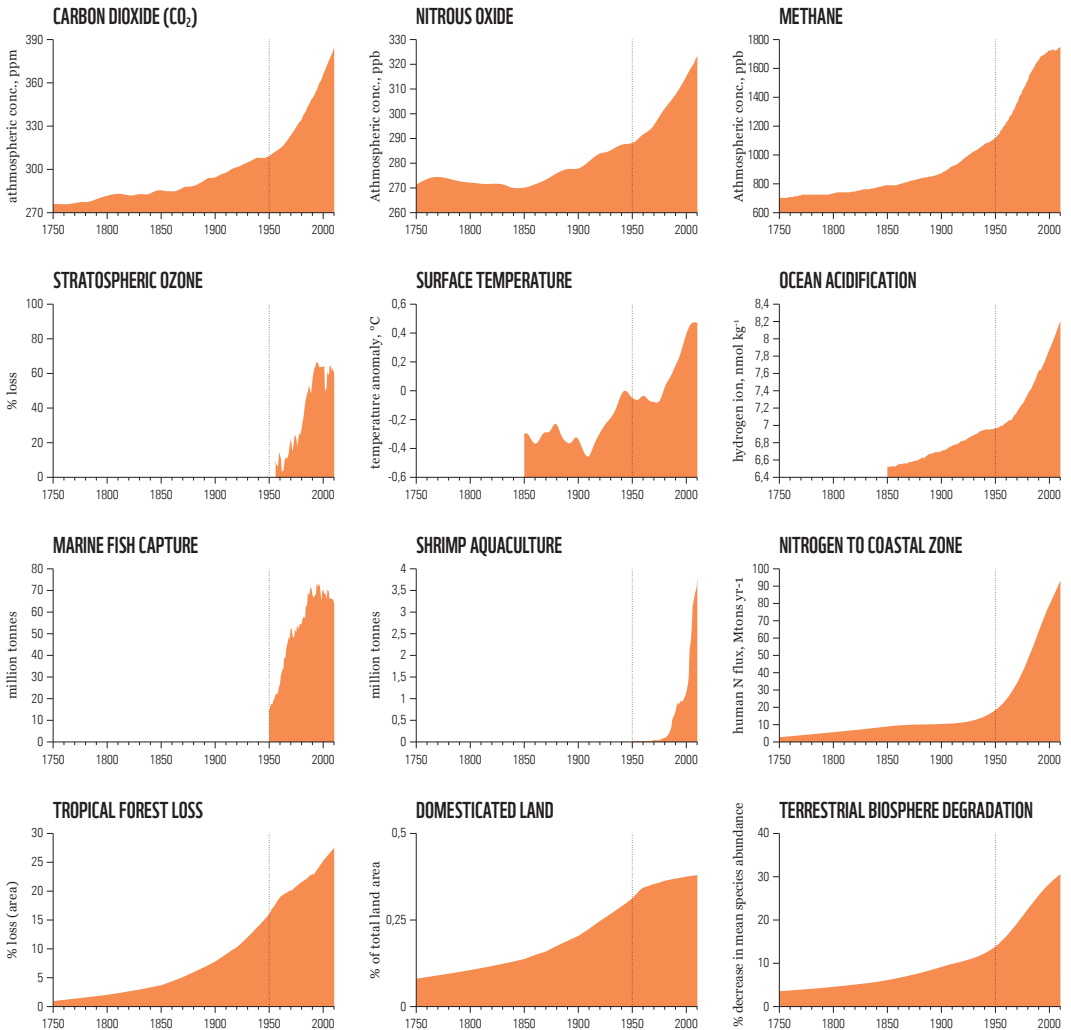 CARBON DIOXIDE (CO₂)
athmospheric conc., ppm
390
360
330
300
270
1750 1800 1850 1900 1950 2000
NITROUS OXIDE
Athmospheric conc., ppb
330
320
310
290
280
270
260
1750 1800 1850 1900 1950 2000
METHANE
Athmospheric conc., ppb
1800
1600
1400
1200
1000
800
600
1750 1800 1850 1900 1950 2000
STRATOSPHERIC OZONE
% loss
100
80
60
40
20
0
1750 1800 1850 1900 1950 2000
SURFACE TEMPERATURE
temperature anomaly, °C
0,6
0,4
0,2
0
-0,2
-0,4
-0,6
1750 1800 1850 1900 1950 2000
OCEAN ACIDIFICATION
hydrogen ion, nmol kg⁻¹
8,4
8,2
8
7,8
7,6
7,4
7,2
7
6,8
6,6
6,4
1750 1800 1850 1900 1950 2000
MARINE FISH CAPTURE
million tonnes
80
70
60
50
40
30
20
10
0
1750 1800 1850 1900 1950 2000
SHRIMP AQUACULTURE
million tonnes
4
3,5
3
2,5
2
1,5
1
0,5
0
1750 1800 1850 1900 1950 2000
NITROGEN TO COASTAL ZONE
human N flux, Mtons yr-1
100
90
80
70
60
50
40
30
20
10
0
1750 1800 1850 1900 1950 2000
TROPICAL FOREST LOSS
% loss (area)
30
25
20
15
10
5
0
1750 1800 1850 1900 1950 2000
DOMESTICATED LAND
% of total land area
0,5
0,25
0
1750 1800 1850 1900 1950 2000
TERRESTRIAL BIOSPHERE DEGRADATION
% decrease in mean species abundance
40
30
20
10
0
1750 1800 1850 1900 1950 2000